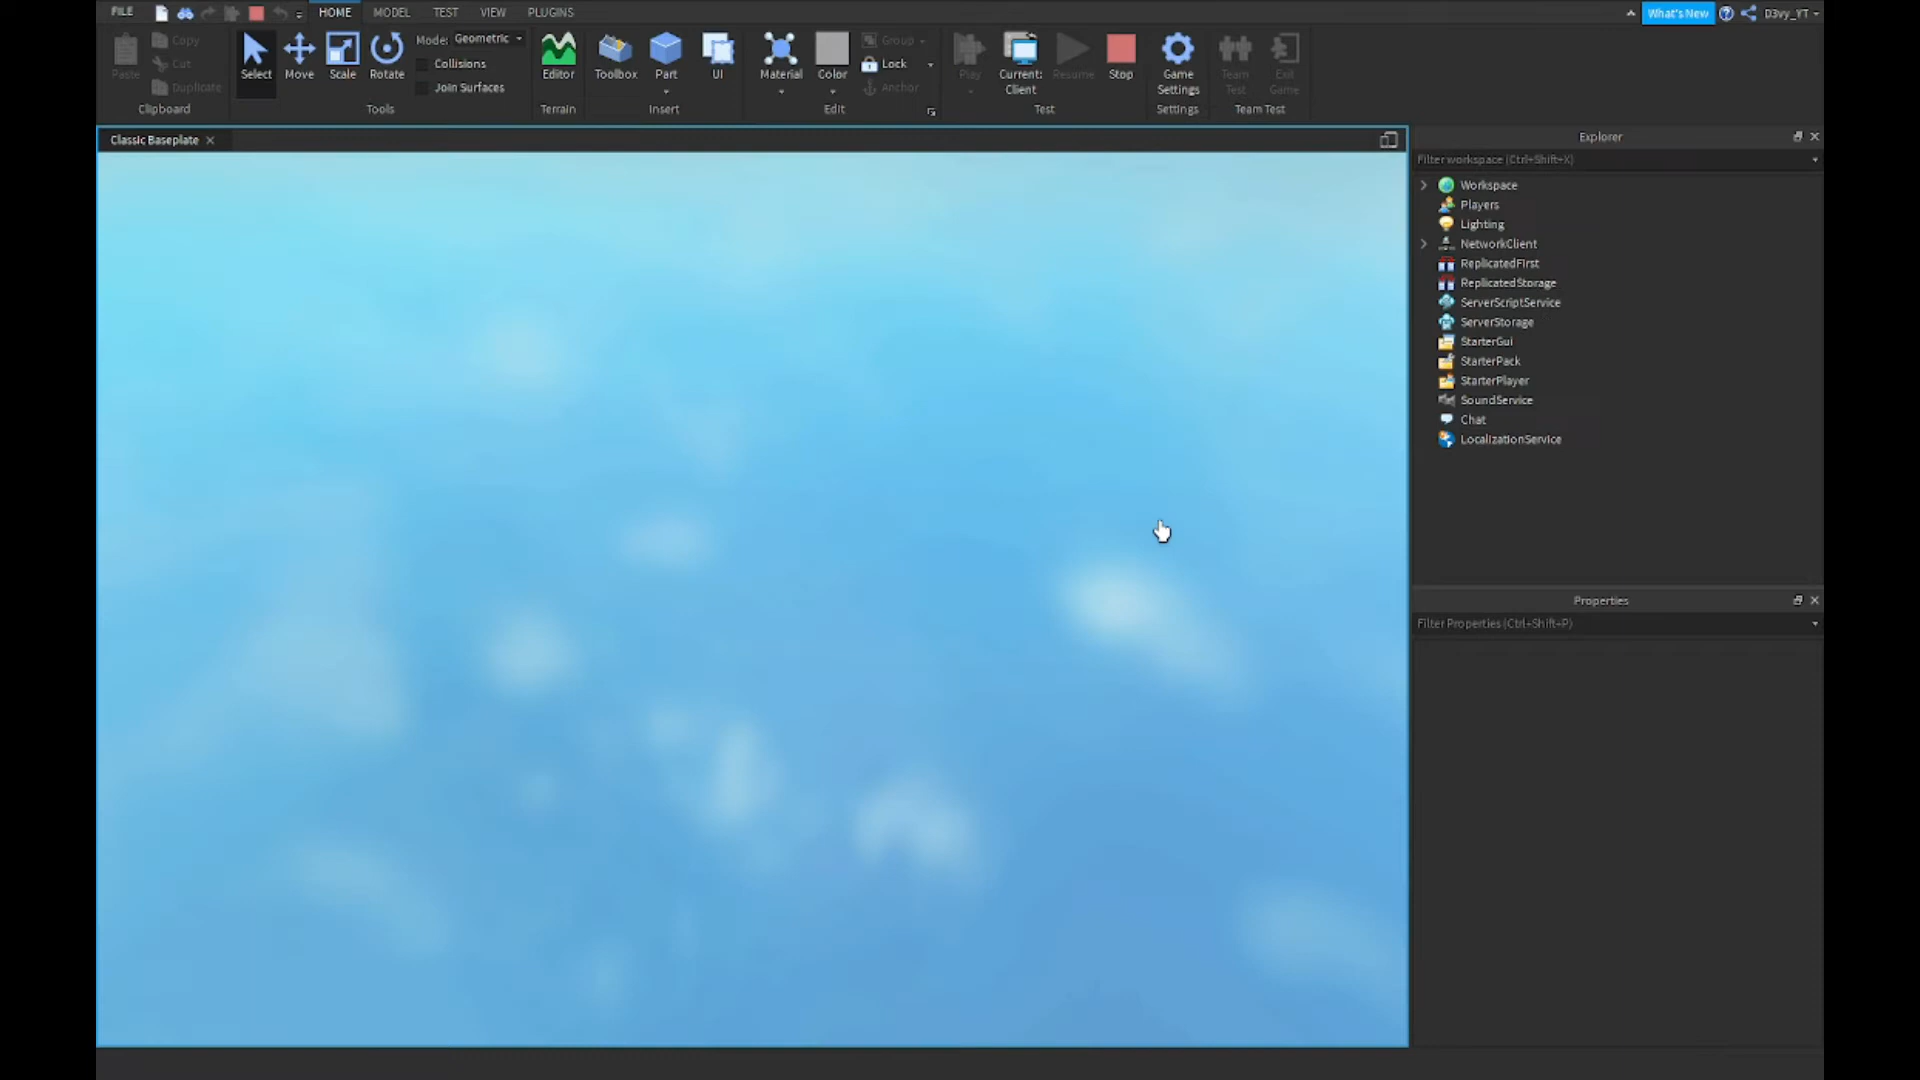 FILE HOME MODEL TEST VIEW PLUGINS What's New D3vy_YT
Paste Copy Cut Duplicate Clipboard
Select Move Scale Rotate Mode: Geometric Collisions Join Surfaces Tools
Editor Terrain
Toolbox Part UI Insert
Material Color Group Lock Anchor Edit
Play Current: Client Resume Stop Test
Game Settings Settings
Team Test Exit Game Team Test
Classic Baseplate
Explorer
Filter workspace (Ctrl+Shift+X)
Workspace
Players
Lighting
NetworkClient
ReplicatedFirst
ReplicatedStorage
ServerScriptService
ServerStorage
StarterGui
StarterPack
StarterPlayer
SoundService
Chat
LocalizationService
Properties
Filter Properties (Ctrl+Shift+P)